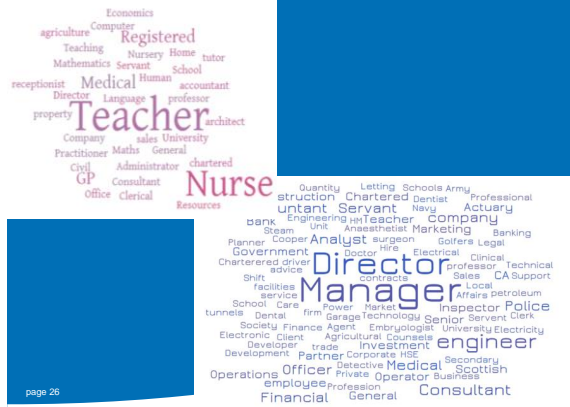 Economics
agriculture Computer
Registered
Teaching Nursery Home tutor
Mathematics Servant School
receptionist Medical Human accountant
Director Language professor
property Teacher architect
Company sales University
Practitioner Maths General
Civil Administrator chartered
GP Consultant Nurse
Office Clerical
Resources
Quantity Letting Schools Army
struction Chartered Dentist Professional
untant Servant Navy Actuary
Bank Engineering HM Teacher company
Steam Unit Anaesthetist Marketing Banking
Planner Cooper Analyst surgeon Golfers Legal
Government Doctor Hire Electrical Clinical
Charterered driver Director professor Technical
advice contracts Sales CA Support
Shift Manager Local
facilities
service Affairs petroleum
School Care Power Market Inspector Police
tunnels Dental firm Garage Technology Senior Servent Clerk
Society Finance Agent Embryologist University Electricity
Electronic Client Agricultural Counsels engineer
Developer trade Investment
Development Partner Corporate HSE Secondary
Officer Detective Medical Scottish
Operations Private Operator Business
employee Profession Consultant
Financial General
page 26